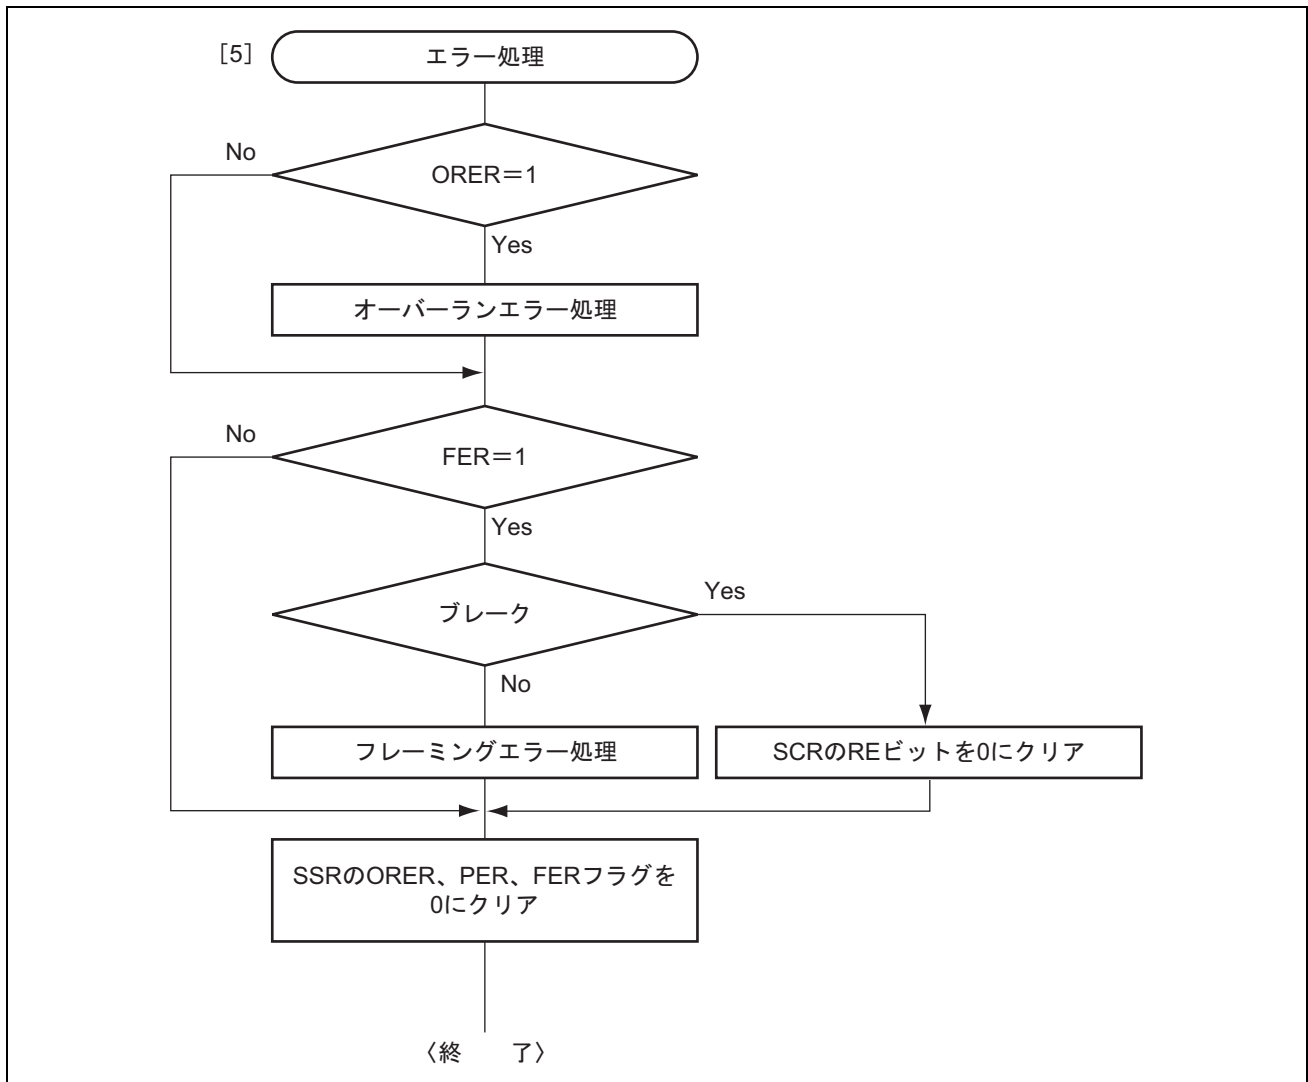 [5]
エラー処理
No
ORER=1
Yes
オーバーランエラー処理
No
FER=1
Yes
ブレーク
Yes
No
フレーミングエラー処理
SCRのREビットを0にクリア
SSRのORER、PER、FERフラグを
0にクリア
〈終　　了〉